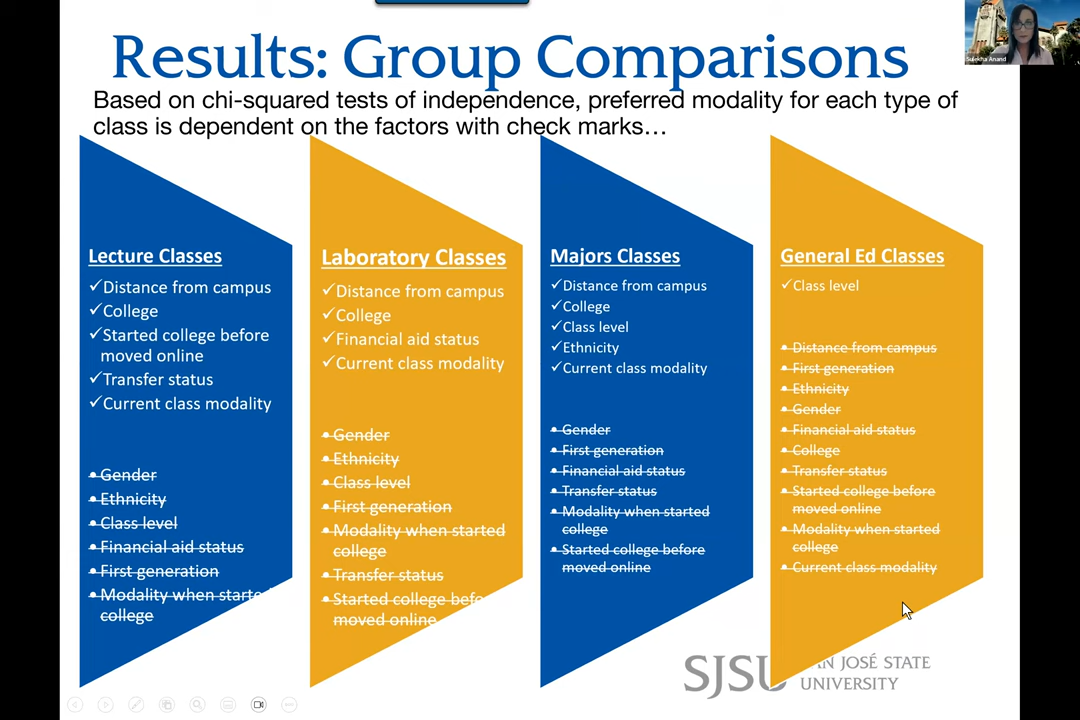 Results: Group Comparisons
Based on chi-squared tests of independence, preferred modality for each type of
class is dependent on the factors with check marks…
Lecture Classes
✓Distance from campus
✓College
✓Started college before
moved online
✓Transfer status
✓Current class modality
• Gender
• Ethnicity
• Class level
• Financial aid status
• First generation
• Modality when started
college
Laboratory Classes
✓Distance from campus
✓College
✓Financial aid status
✓Current class modality
• Gender
• Ethnicity
• Class level
• First generation
• Modality when started
college
• Transfer status
• Started college before
moved online
Majors Classes
✓Distance from campus
✓College
✓Class level
✓Ethnicity
✓Current class modality
• Gender
• First generation
• Financial aid status
• Transfer status
• Modality when started
college
• Started college before
moved online
General Ed Classes
✓Class level
• Distance from campus
• First generation
• Ethnicity
• Gender
• Financial aid status
• College
• Transfer status
• Started college before
moved online
• Modality when started
college
• Current class modality
SJSU SAN JOSÉ STATE
UNIVERSITY
Sulekha Anand